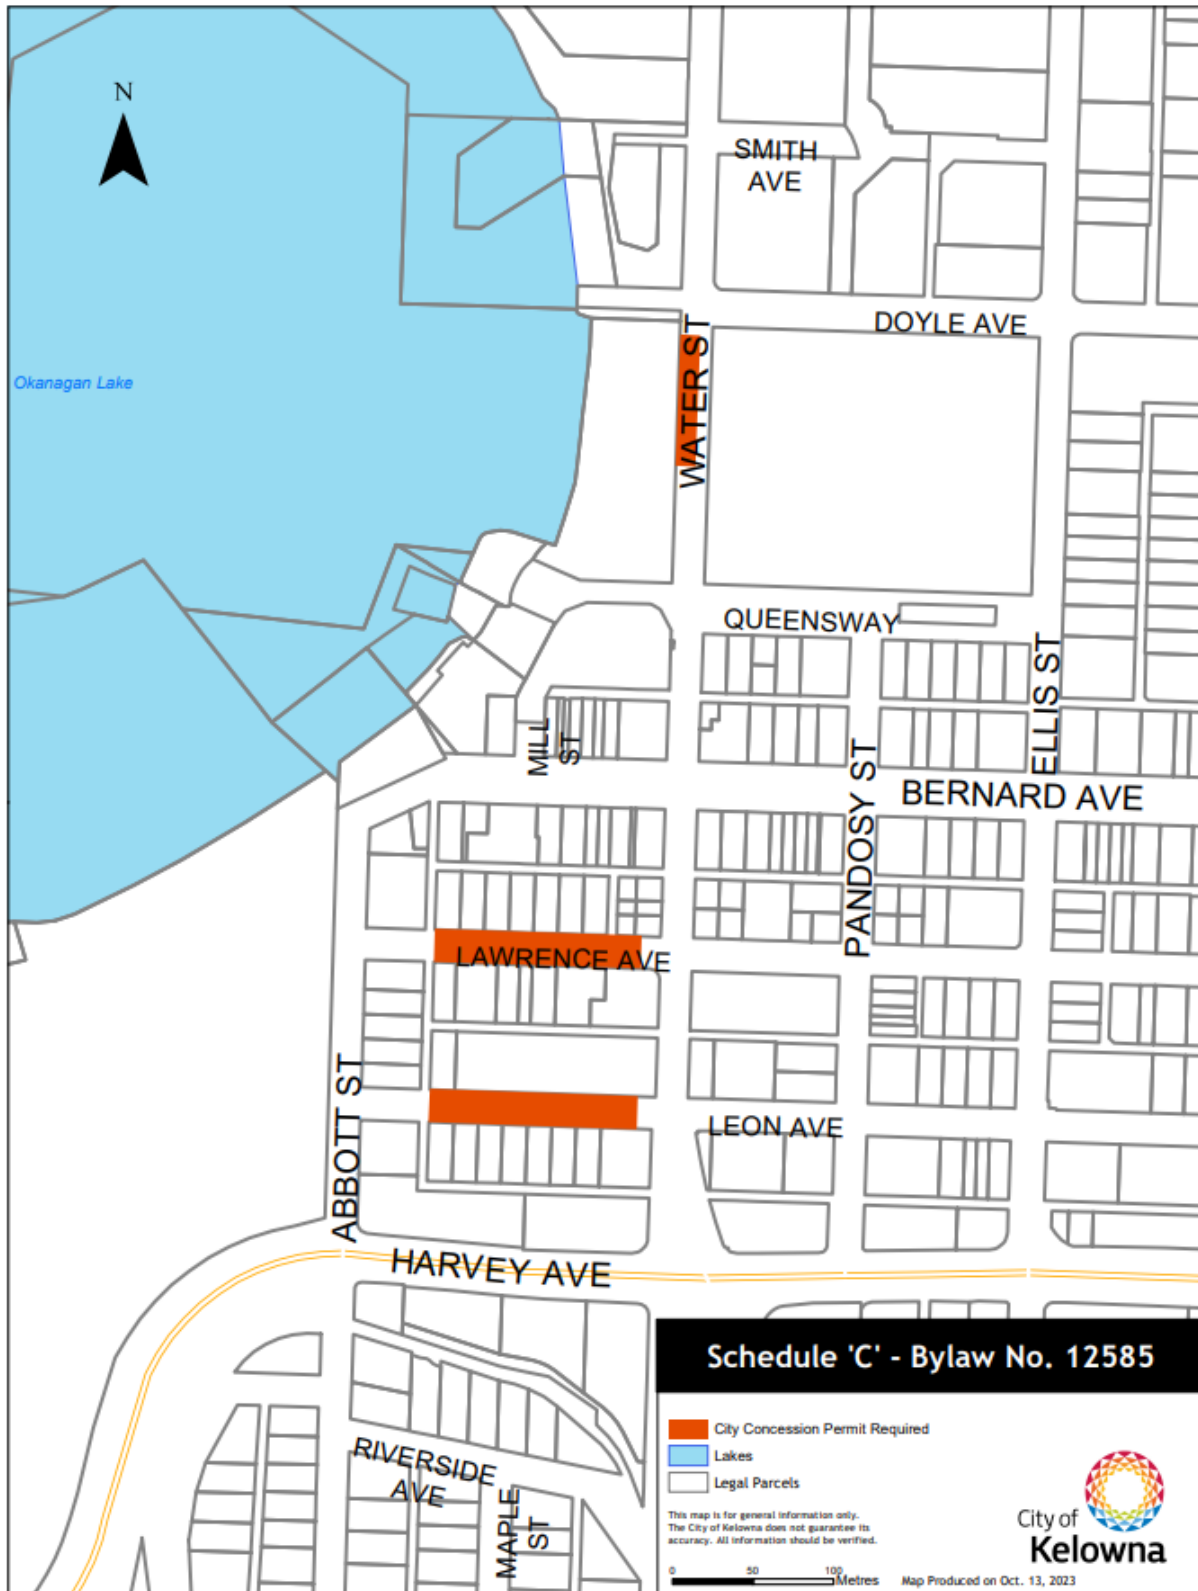 N
SMITH
AVE
DOYLE AVE
WATER ST
Okanagan Lake
QUEENSWAY
ELLIS ST
MILL
ST
PANDOSY ST
BERNARD AVE
LAWRENCE AVE
ABBOTT ST
LEON AVE
HARVEY AVE
RIVERSIDE
AVE
MAPLE
ST
Schedule 'C' - Bylaw No. 12585
City Concession Permit Required
Lakes
Legal Parcels
This map is for general information only.
The City of Kelowna does not guarantee its
accuracy. All information should be verified.
City of
Kelowna
0 50 100
Metres
Map Produced on Oct. 13, 2023